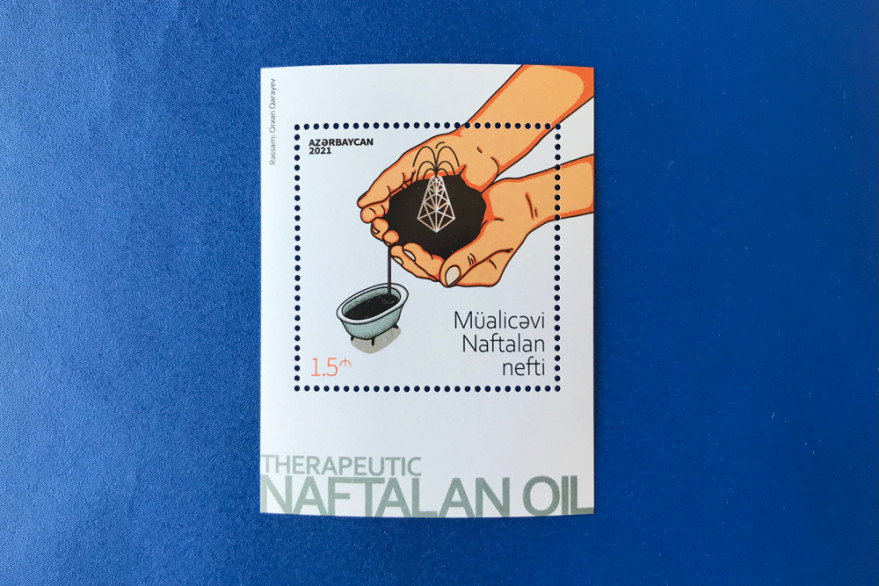 Rəssam: Orxan Qarayev
AZƏRBAYCAN
2021
Müalicəvi
Naftalan
nefti
1.5₼
THERAPEUTIC
NAFTALAN OIL